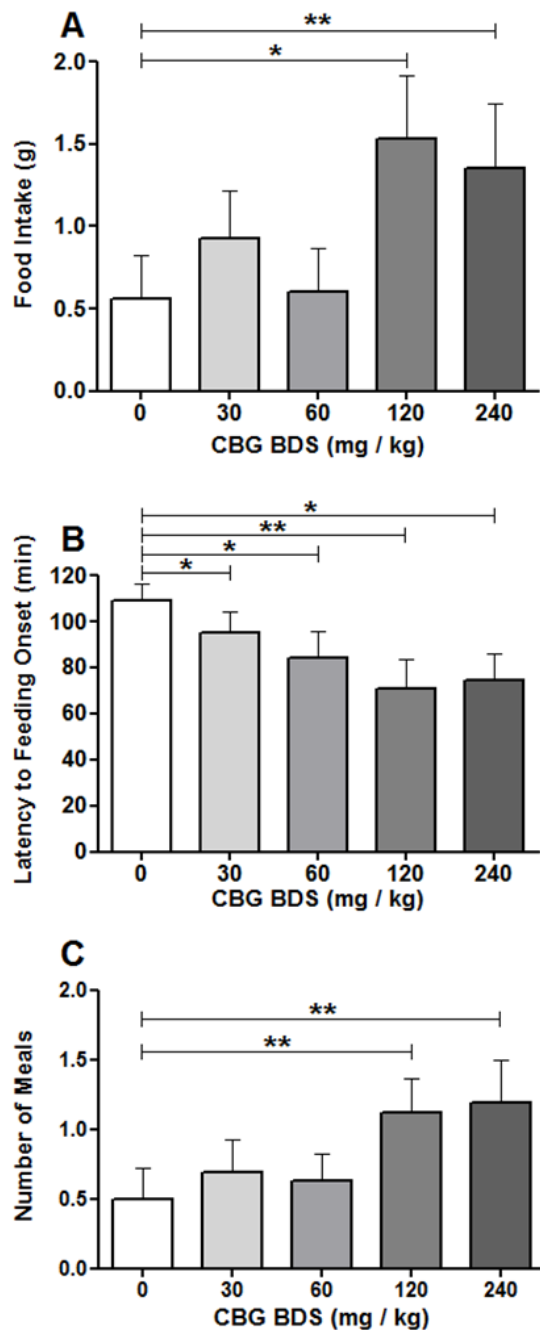 A
**
*
2.0
1.5
1.0
0.5
0.0
Food Intake (g)
0 30 60 120 240
CBG BDS (mg / kg)
B
*
**
*
*
120
100
80
60
40
20
0
Latency to Feeding Onset (min)
0 30 60 120 240
CBG BDS (mg / kg)
C
**
**
2.0
1.5
1.0
0.5
0.0
Number of Meals
0 30 60 120 240
CBG BDS (mg / kg)